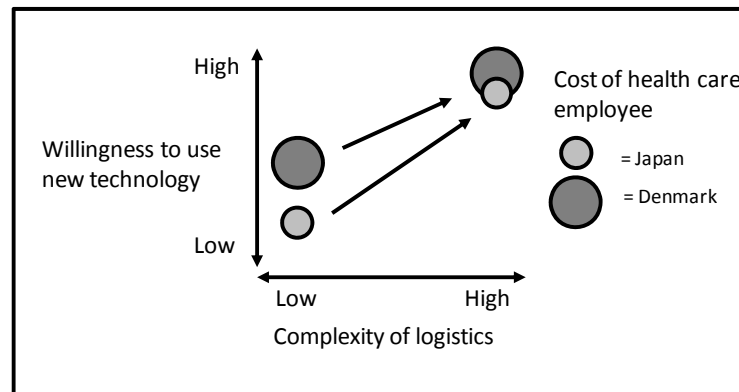 High
Willingness to use
new technology
Low
Low
High
Complexity of logistics
Cost of health care
employee
= Japan
= Denmark